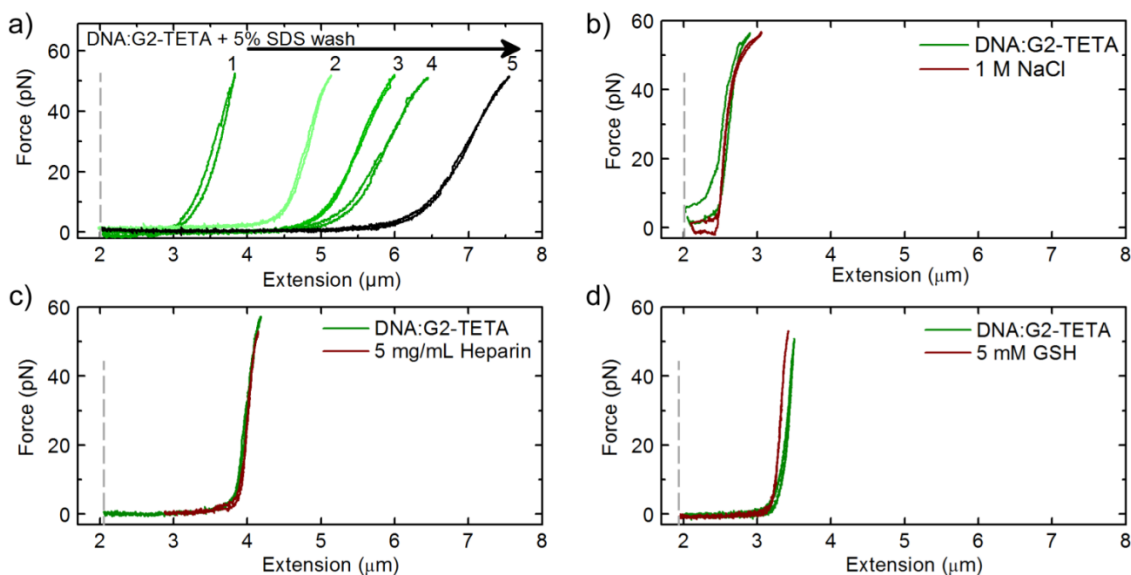 a)
DNA:G2-TETA + 5% SDS wash
1 2 3 4 5
60
40
20
0
Force (pN)
2 3 4 5 6 7 8
Extension (µm)
b)
DNA:G2-TETA
1 M NaCl
60
40
20
0
Force (pN)
2 3 4 5 6 7 8
Extension (µm)
c)
DNA:G2-TETA
5 mg/mL Heparin
60
40
20
0
Force (pN)
2 3 4 5 6 7 8
Extension (µm)
d)
DNA:G2-TETA
5 mM GSH
60
40
20
0
Force (pN)
2 3 4 5 6 7 8
Extension (µm)